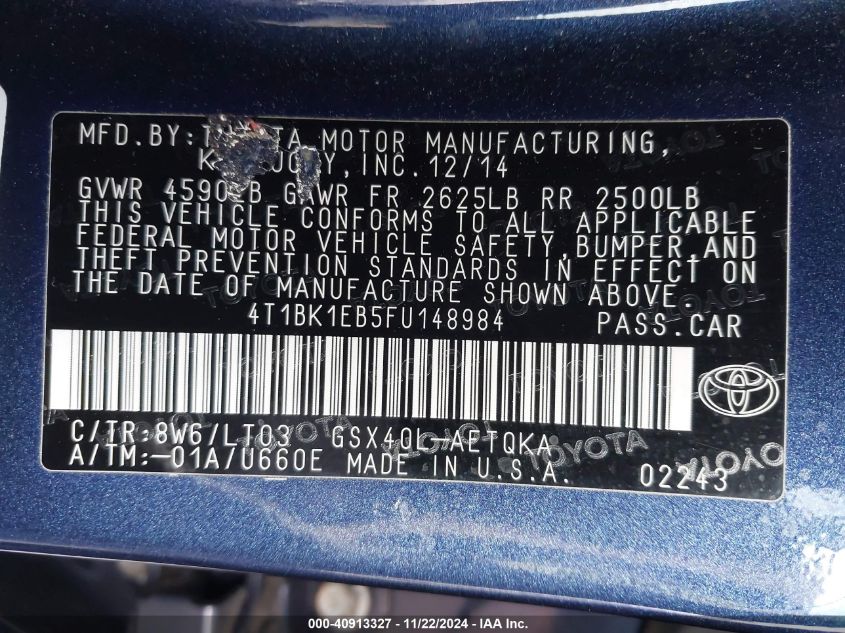 MFD.BY: MOTOR MANUFACTURING,
INC.12/14
GVWR GAWR FR 2625LB RR 2500LB
THIS VEHICLE CONFORMS TO ALL APPLICABLE
FEDERAL MOTOR VEHICLE SAFETY,BUMPER,AND
THEFT PREVENTION STANDARDS IN EFFECT ON
THE DATE OF MANUFACTURE SHOWN ABOVE
4T1BK1EB5FU148984 PASS.CAR
C/TR:8W6/LT03 GSX40L-AETQKA
A/TM:-01A/U660E MADE IN U.S.A. 02243
TOYOTA
000-40913327 - 11/22/2024 - IAA Inc.